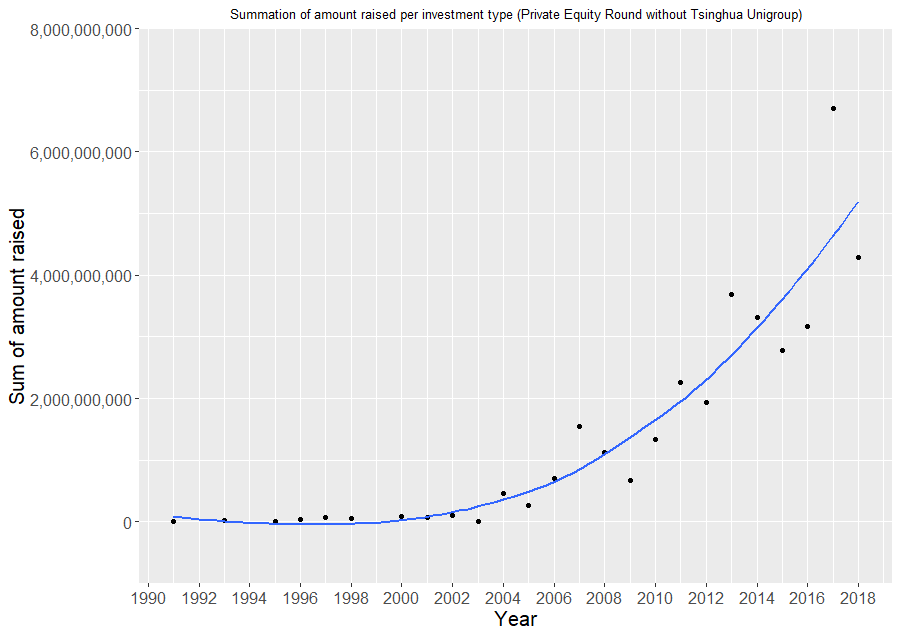 Summation of amount raised per investment type (Private Equity Round without Tsinghua Unigroup)
8,000,000,000
6,000,000,000
4,000,000,000
2,000,000,000
0
Sum of amount raised
1990 1992 1994 1996 1998 2000 2002 2004 2006 2008 2010 2012 2014 2016 2018
Year